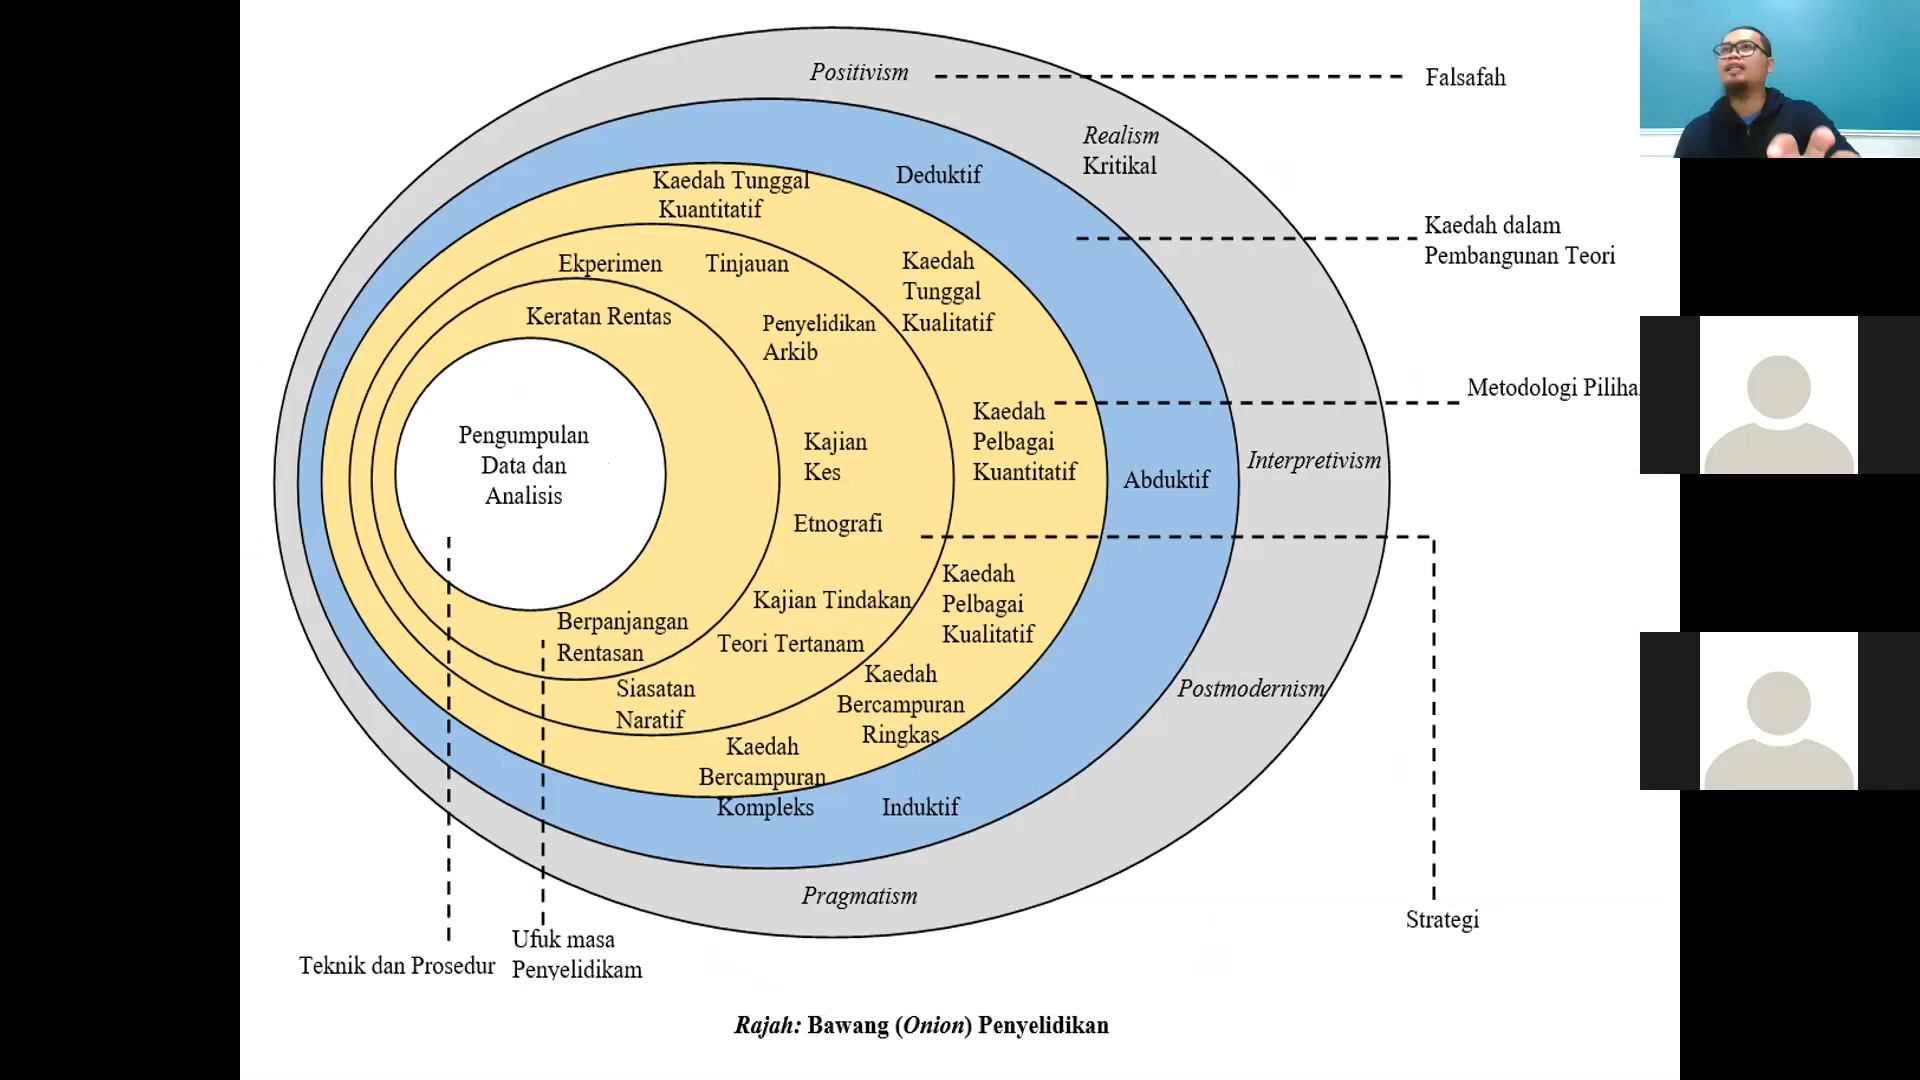 Positivism
Falsafah
Realism
Kritikal
Deduktif
Kaedah Tunggal
Kuantitatif
Kaedah dalam
Pembangunan Teori
Ekperimen
Tinjauan
Kaedah
Tunggal
Kualitatif
Keratan Rentas
Penyelidikan
Arkib
Metodologi Piliha
Kaedah
Pelbagai
Kuantitatif
Pengumpulan
Data dan
Analisis
Kajian
Kes
Interpretivism
Abduktif
Etnografi
Kaedah
Pelbagai
Kualitatif
Kajian Tindakan
Berpanjangan
Rentasan
Teori Tertanam
Kaedah
Bercampuran
Ringkas
Siasatan
Naratif
Postmodernism
Kaedah
Bercampuran
Kompleks
Induktif
Pragmatism
Strategi
Teknik dan Prosedur
Ufuk masa
Penyelidikam
Rajah: Bawang (Onion) Penyelidikan